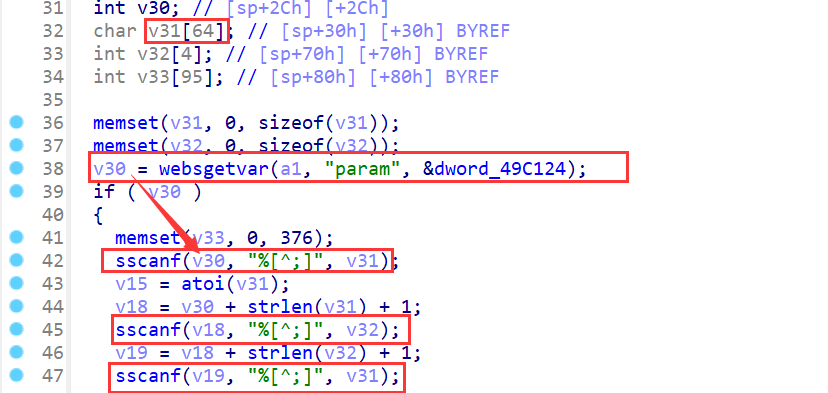 31 int v30; // [sp+2Ch] [+2Ch]
32 char v31[64]; // [sp+30h] [+30h] BYREF
33 int v32[4]; // [sp+70h] [+70h] BYREF
34 int v33[95]; // [sp+80h] [+80h] BYREF
35
36 memset(v31, 0, sizeof(v31));
37 memset(v32, 0, sizeof(v32));
38 v30 = websgetvar(a1, "param", &dword_49C124);
39 if ( v30 )
40 {
41 memset(v33, 0, 376);
42 sscanf(v30, "%[^;]", v31);
43 v15 = atoi(v31);
44 v18 = v30 + strlen(v31) + 1;
45 sscanf(v18, "%[^;]", v32);
46 v19 = v18 + strlen(v32) + 1;
47 sscanf(v19, "%[^;]", v31);